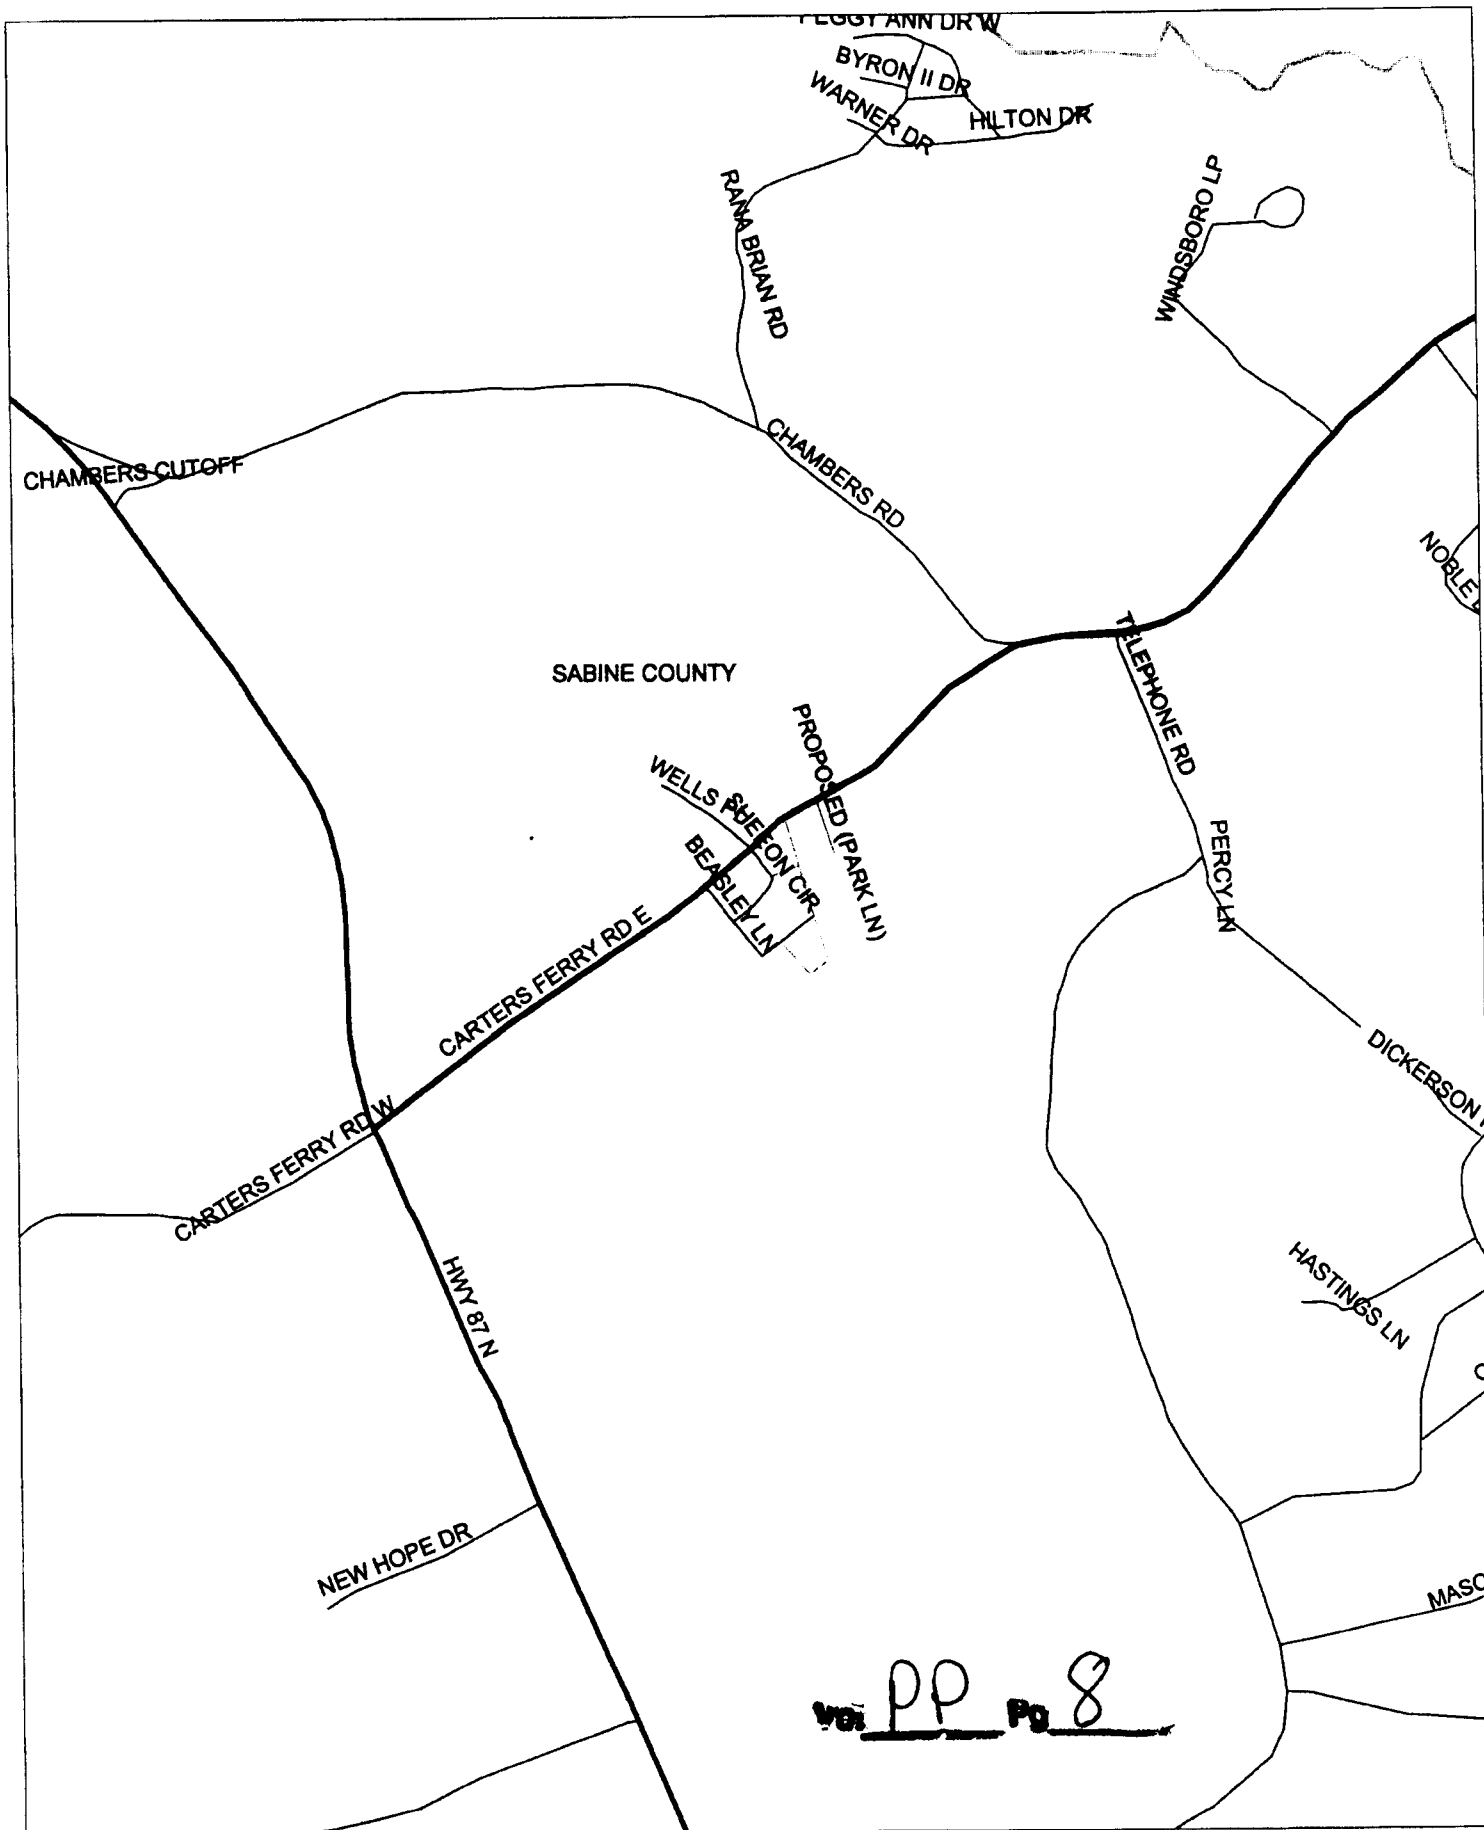 PEGGY ANN DR W
BYRON II DR
WARNER DR
HILTON DR
RANA BRIAN RD
WINDSBORO LP
CHAMBERS CUTOFF
CHAMBERS RD
NOBLE
SABINE COUNTY
TELEPHONE RD
PROPOSED (PARK LN)
WELLS
CIR
BEASLEY LN
PERCY LN
CARTERS FERRY RD E
DICKERSON
CARTERS FERRY RD W
HWY 87 N
HASTINGS LN
NEW HOPE DR
MASO
Vol PP Pg 8